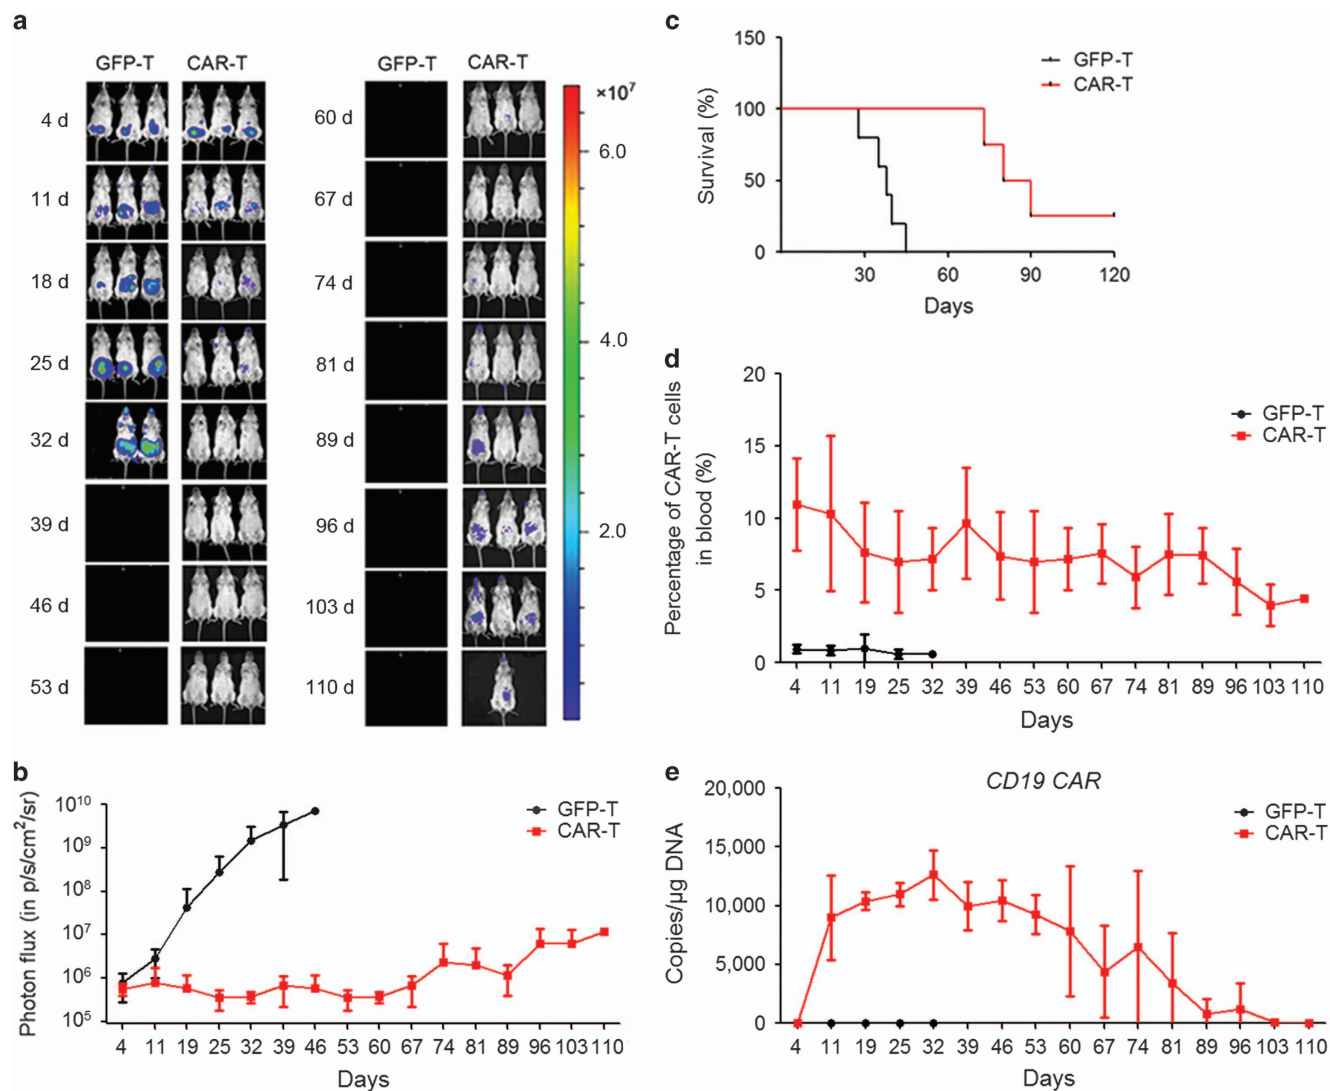 a
GFP-T CAR-T GFP-T CAR-T
×10⁷
4 d 60 d
6.0
11 d 67 d
18 d 74 d
25 d 81 d
4.0
32 d 89 d
39 d 96 d
2.0
46 d 103 d
53 d 110 d
b
Photon flux (in p/s/cm²/sr)
10¹⁰
10⁹
10⁸
10⁷
10⁶
10⁵
GFP-T
CAR-T
4 11 19 25 32 39 46 53 60 67 74 81 89 96 103 110
Days
c
Survival (%)
150
100
50
0
GFP-T
CAR-T
30 60 90 120
Days
d
Percentage of CAR-T cells
in blood (%)
20
15
10
5
0
GFP-T
CAR-T
4 11 19 25 32 39 46 53 60 67 74 81 89 96 103 110
Days
e
CD19 CAR
Copies/µg DNA
20,000
15,000
10,000
5,000
0
GFP-T
CAR-T
4 11 19 25 32 39 46 53 60 67 74 81 89 96 103 110
Days